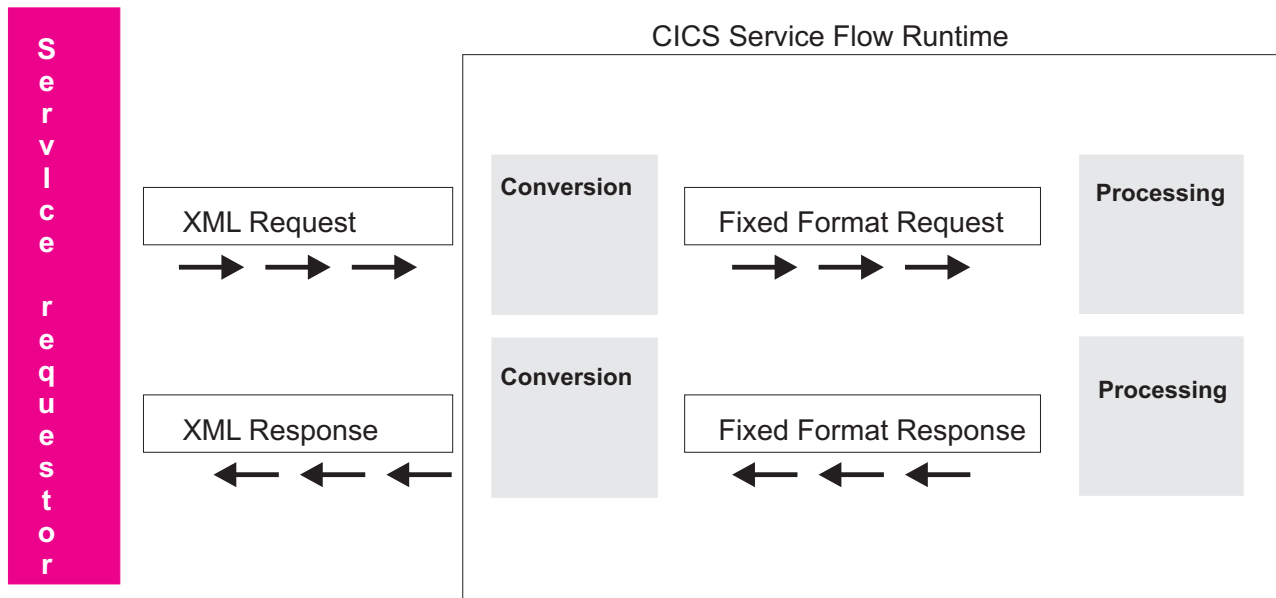 ServIce requestor
CICS Service Flow Runtime
XML Request
Conversion
Fixed Format Request
Processing
XML Response
Conversion
Fixed Format Response
Processing